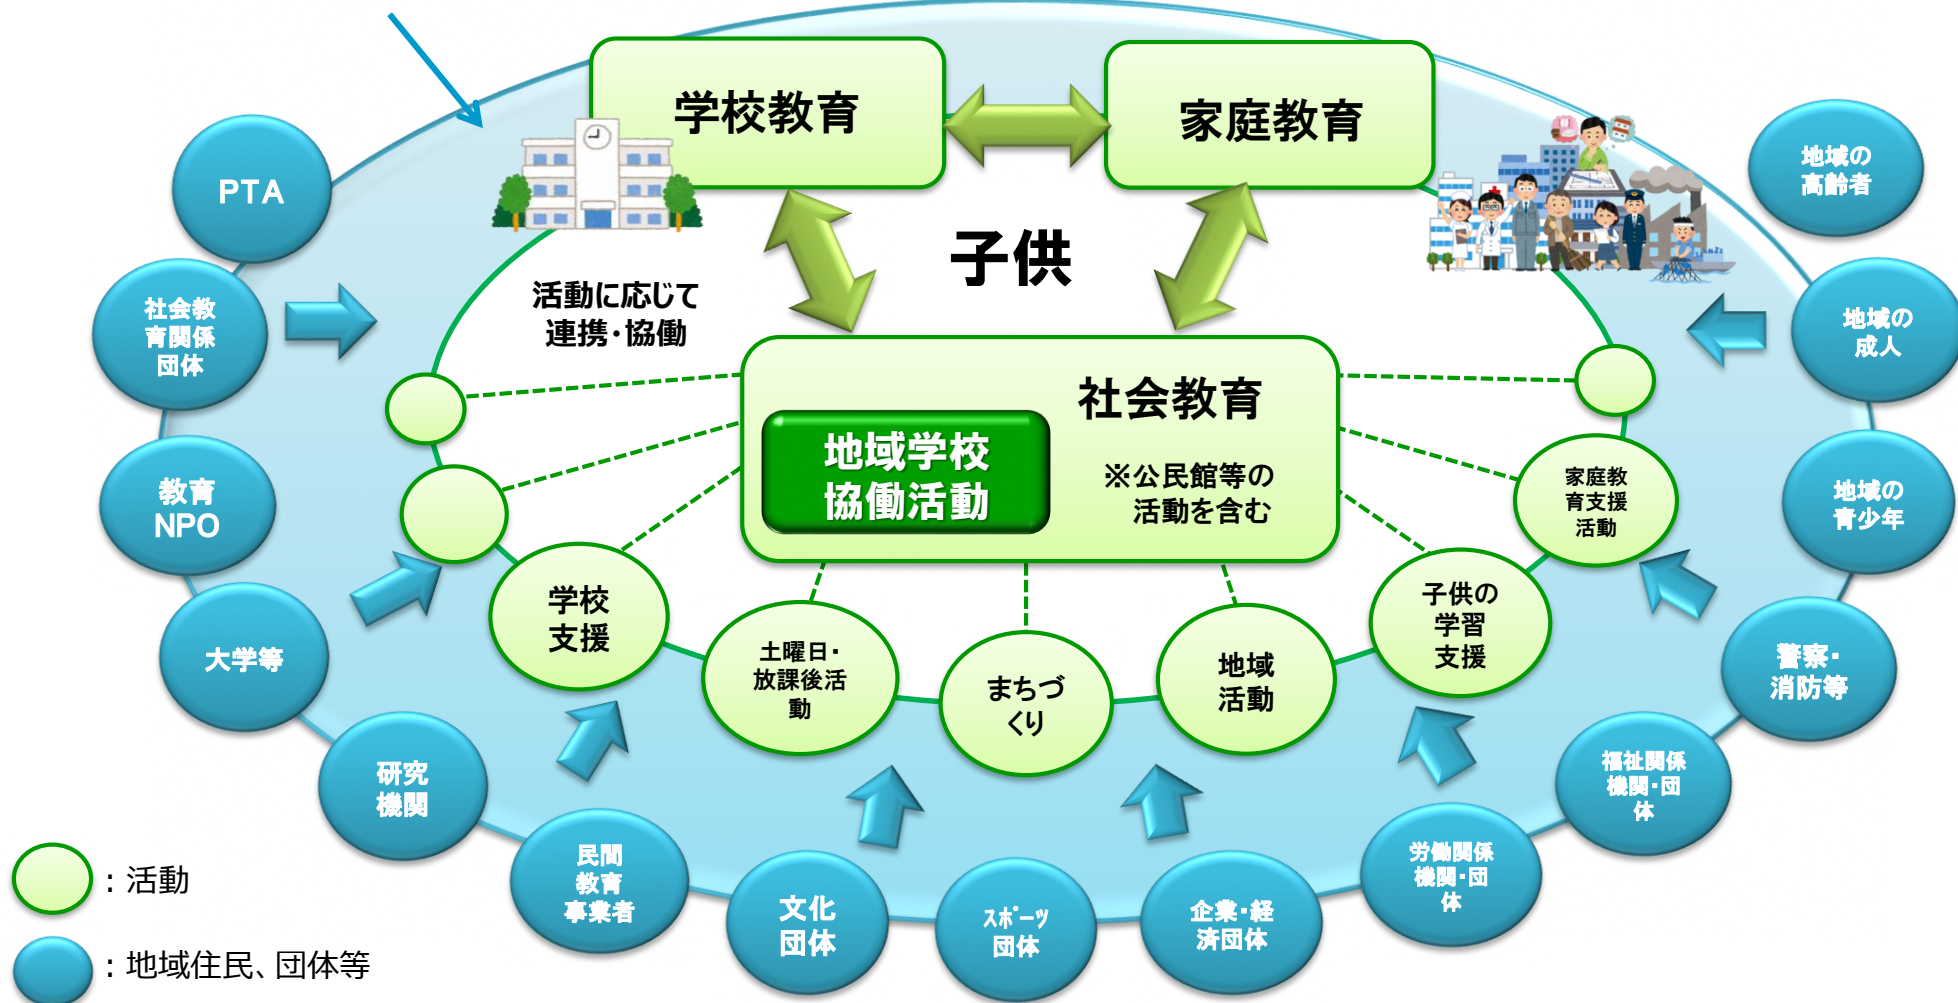 学校教育
家庭教育
子供
活動に応じて
連携・協働
社会教育
地域学校
協働活動
※公民館等の
活動を含む
学校
支援
土曜日・
放課後活
動
まちづ
くり
地域
活動
子供の
学習
支援
家庭教
育支援
活動
PTA
社会教
育関係
団体
教育
NPO
大学等
研究
機関
民間
教育
事業者
文化
団体
ｽﾎﾟｰﾂ
団体
企業・経
済団体
労働関係
機関・団
体
福祉関係
機関・団
体
警察・
消防等
地域の
青少年
地域の
成人
地域の
高齢者
：活動
：地域住民、団体等